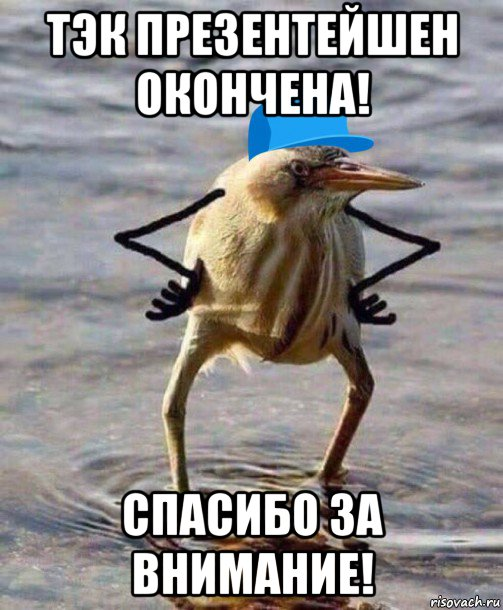 ТЭК ПРЕЗЕНТЕЙШЕН
ОКОНЧЕНА!
СПАСИБО ЗА
ВНИМАНИЕ!
risovach.ru